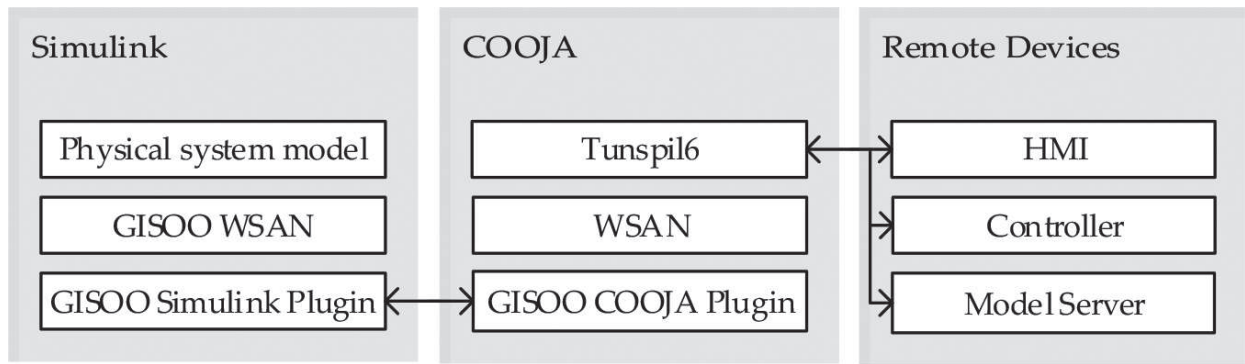 Simulink
Physical system model
GISOO WSAN
GISOO Simulink Plugin
COOJA
Tunspil6
WSAN
GISOO COOJA Plugin
Remote Devices
HMI
Controller
Model Server